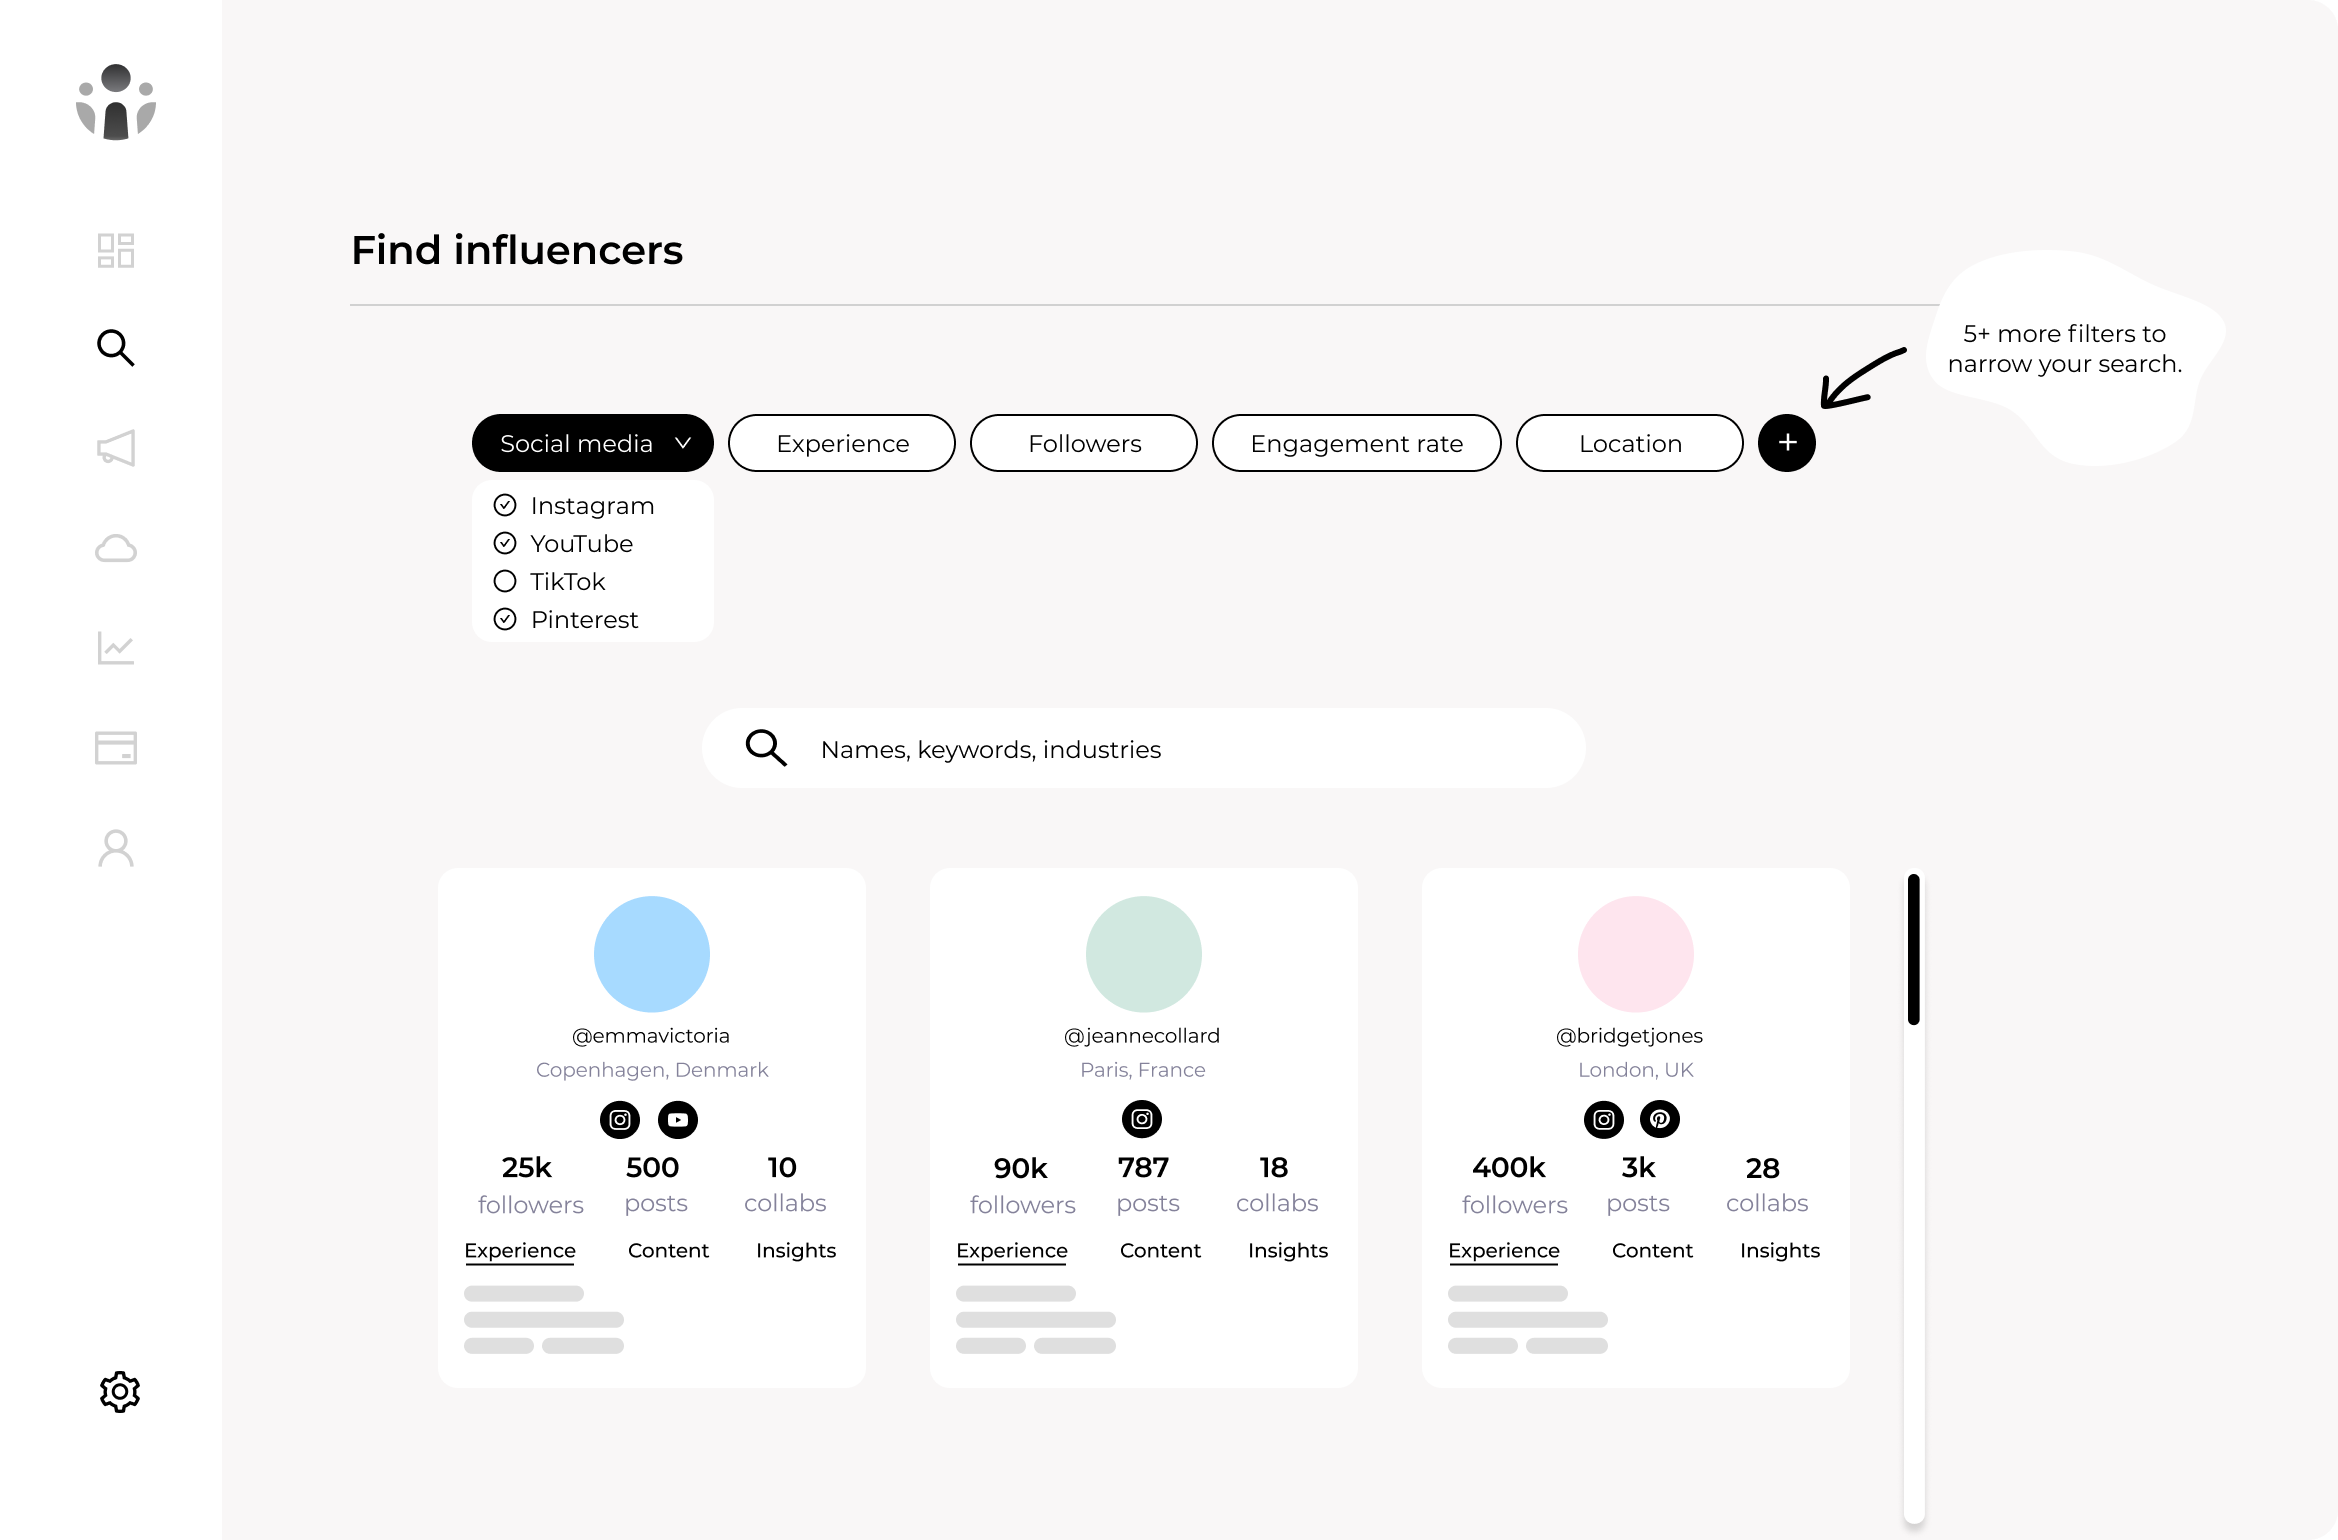 Find influencers
5+ more filters to
narrow your search.
Social media
Experience
Followers
Engagement rate
Location
+
Instagram
YouTube
TikTok
Pinterest
Names, keywords, industries
@emmavictoria
Copenhagen, Denmark
25k
500
10
followers
posts
collabs
Experience
Content
Insights
@jeannecollard
Paris, France
90k
787
18
followers
posts
collabs
Experience
Content
Insights
@bridgetjones
London, UK
400k
3k
28
followers
posts
collabs
Experience
Content
Insights